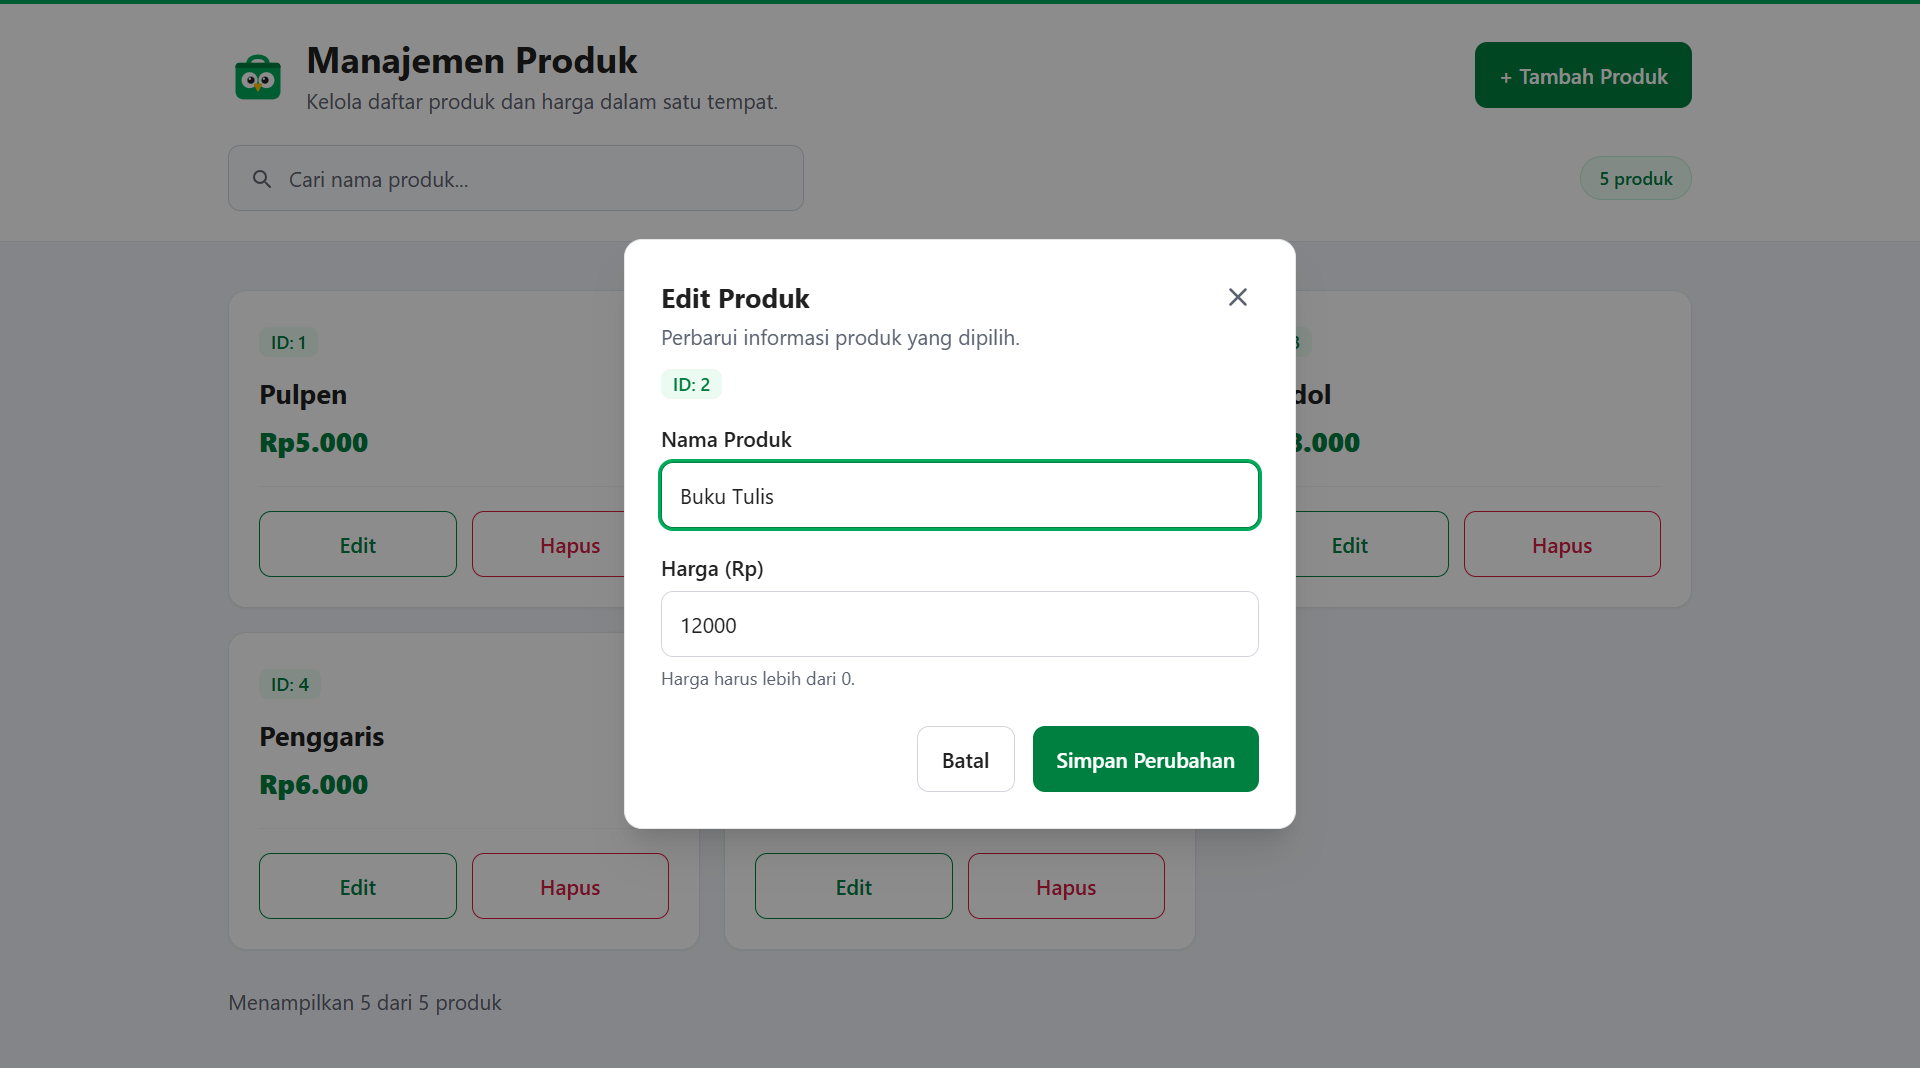 Manajemen Produk
Kelola daftar produk dan harga dalam satu tempat.
+ Tambah Produk
Cari nama produk...
5 produk
ID: 1
Pulpen
Rp5.000
Edit
Hapus
Edit Produk
Perbarui informasi produk yang dipilih.
ID: 2
Nama Produk
Buku Tulis
Harga (Rp)
12000
Harga harus lebih dari 0.
Batal
Simpan Perubahan
dol
.000
Edit
Hapus
ID: 4
Penggaris
Rp6.000
Edit
Hapus
Edit
Hapus
Menampilkan 5 dari 5 produk